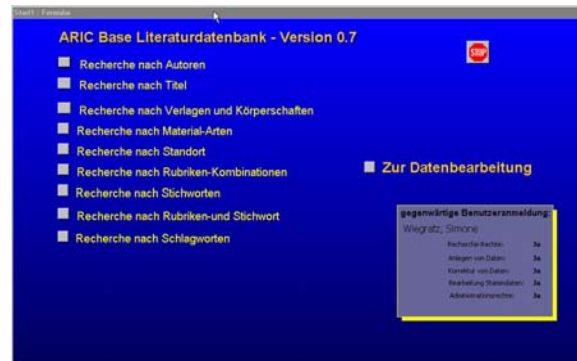 Start1 : Formular
ARIC Base Literaturdatenbank - Version 0.7
STOP
Recherche nach Autoren
Recherche nach Titel
Recherche nach Verlagen und Körperschaften
Recherche nach Material-Arten
Recherche nach Standort
Recherche nach Rubriken-Kombinationen
Recherche nach Stichworten
Recherche nach Rubriken-und Stichwort
Recherche nach Schlagworten
Zur Datenbearbeitung
gegenwärtige Benutzeranmeldung:
Wiegratz, Simone
Recherche-Rechte: Ja
Anlegen von Daten: Ja
Korrektur von Daten: Ja
Bearbeitung Stammdaten: Ja
Administrationsrechte: Ja